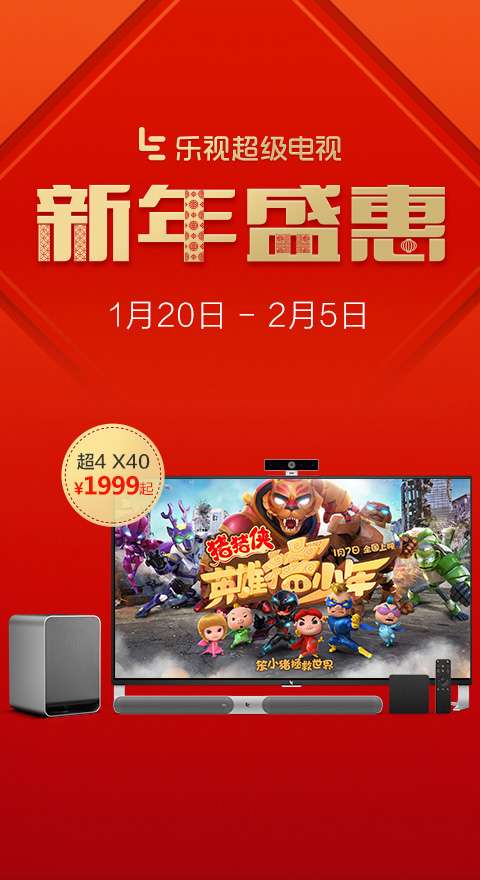 乐视超级电视
新年盛惠
1月20日 - 2月5日
超4 X40
¥1999起
猪猪侠
1月7日 全国上映
英雄猪少年
笨小猪拯救世界